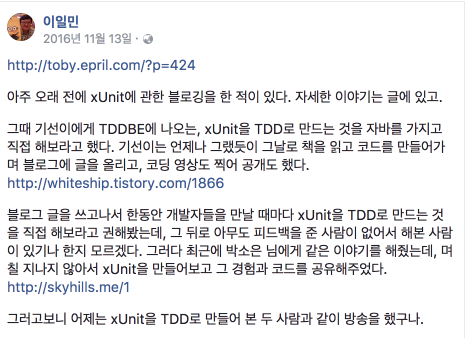 이일민
2016년 11월 13일 ·
http://toby.epril.com/?p=424
아주 오래 전에 xUnit에 관한 블로깅을 한 적이 있다. 자세한 이야기는 글에 있고.
그때 기선이에게 TDDBE에 나오는, xUnit을 TDD로 만드는 것을 자바를 가지고
직접 해보라고 했다. 기선이는 언제나 그랬듯이 그날로 책을 읽고 코드를 만들어가
며 블로그에 글을 올리고, 코딩 영상도 찍어 공개도 했다.
http://whiteship.tistory.com/1866
블로그 글을 쓰고나서 한동안 개발자들을 만날 때마다 xUnit을 TDD로 만드는 것
을 직접 해보라고 권해봤는데, 그 뒤로 아무도 피드백을 준 사람이 없어서 해본 사람
이 있기나 한지 모르겠다. 그러다 최근에 박소은 님에게 같은 이야기를 해줬는데, 며
칠 지나지 않아서 xUnit을 만들어보고 그 경험과 코드를 공유해주었다.
http://skyhills.me/1
그러고보니 어제는 xUnit을 TDD로 만들어 본 두 사람과 같이 방송을 했구나.